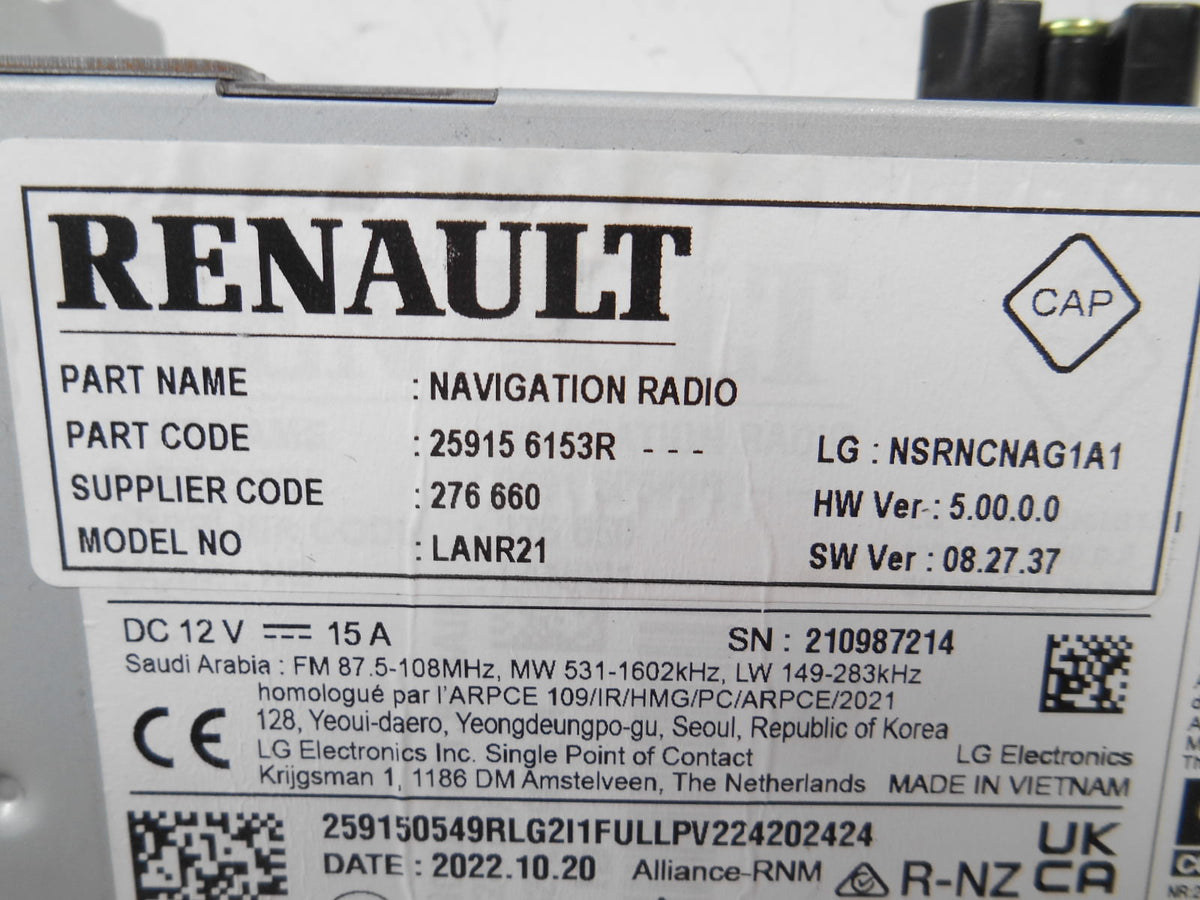 RENAULT
CAP
PART NAME : NAVIGATION RADIO
PART CODE : 25915 6153R - - - LG : NSRNCNAG1A1
SUPPLIER CODE : 276 660 HW Ver : 5.00.0.0
MODEL NO : LANR21 SW Ver : 08.27.37
DC 12 V 15 A SN : 210987214
Saudi Arabia : FM 87.5-108MHz, MW 531-1602kHz, LW 149-283kHz
homologué par l'ARPCE 109/IR/HMG/PC/ARPCE/2021
CE 128, Yeoui-daero, Yeongdeungpo-gu, Seoul, Republic of Korea
LG Electronics Inc. Single Point of Contact LG Electronics
Krijgsman 1, 1186 DM Amstelveen, The Netherlands MADE IN VIETNAM
259150549RLG2I1FULLPV224202424 UK
DATE : 2022.10.20 Alliance-RNM R-NZ CA